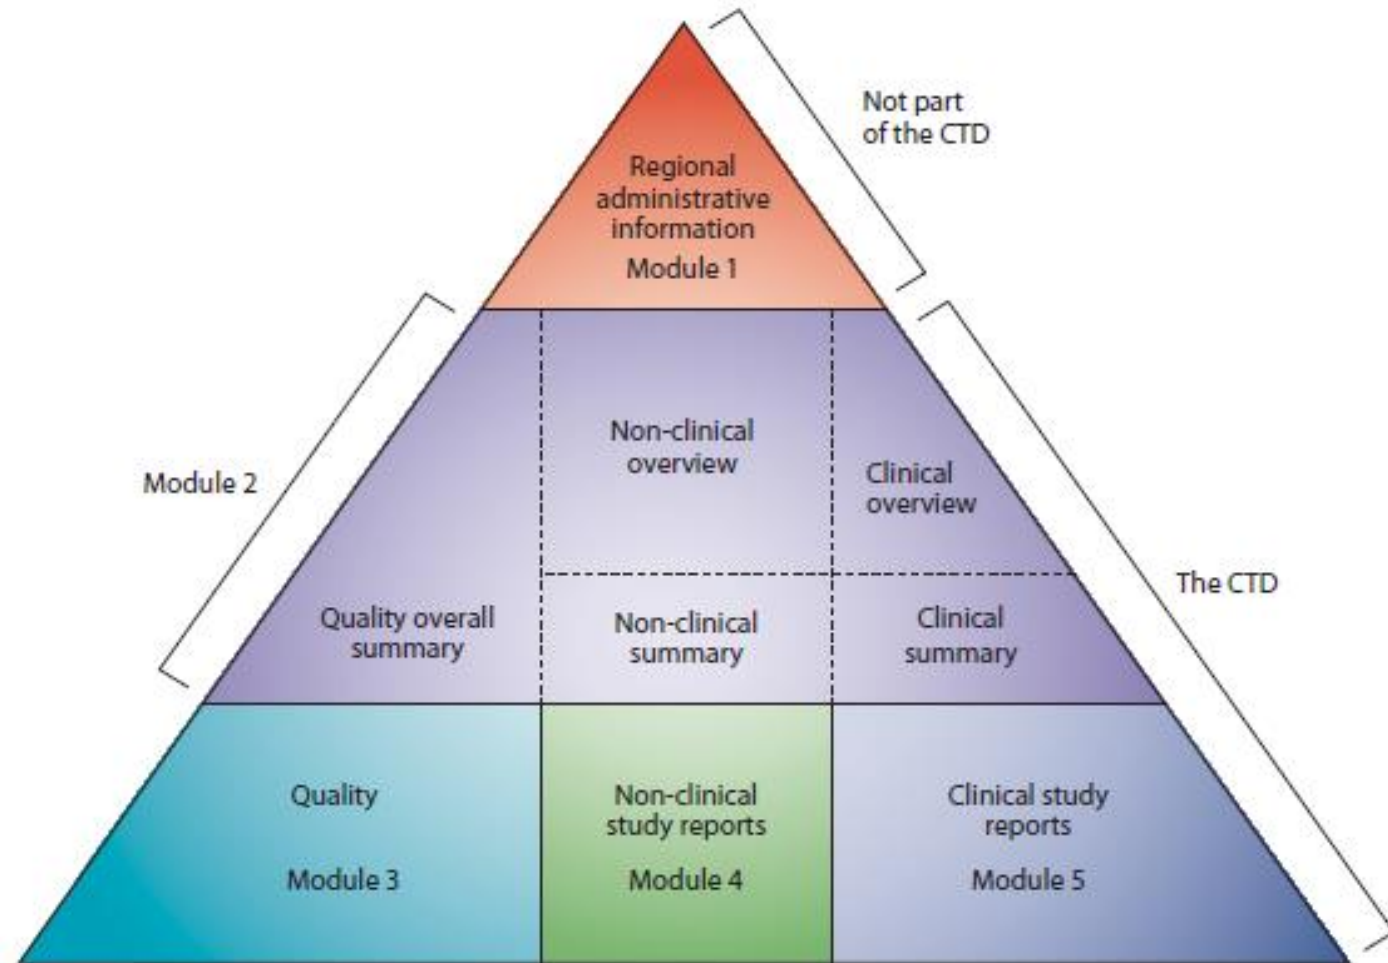 Not part
of the CTD
Regional
administrative
information
Module 1
Module 2
Non-clinical
overview
Clinical
overview
The CTD
Quality overall
summary
Non-clinical
summary
Clinical
summary
Quality
Module 3
Non-clinical
study reports
Module 4
Clinical study
reports
Module 5